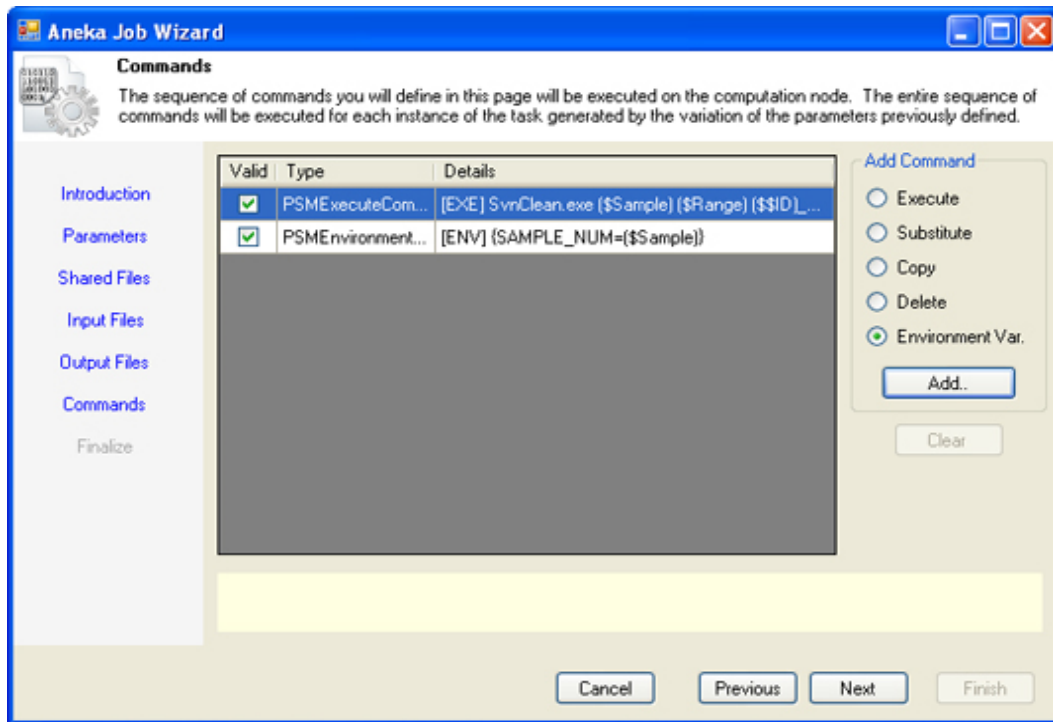 Aneka Job Wizard
Commands
The sequence of commands you will define in this page will be executed on the computation node. The entire sequence of
commands will be executed for each instance of the task generated by the variation of the parameters previously defined.
Introduction
Parameters
Shared Files
Input Files
Output Files
Commands
Finalize
Valid Type Details
PSMExecuteCom... [EXE] SvnClean.exe ($Sample) ($Range) ($$ID)_...
PSMEnvironment... [ENV] {SAMPLE_NUM=($Sample)}
Add Command
Execute
Substitute
Copy
Delete
Environment Var.
Add..
Clear
Cancel Previous Next Finish